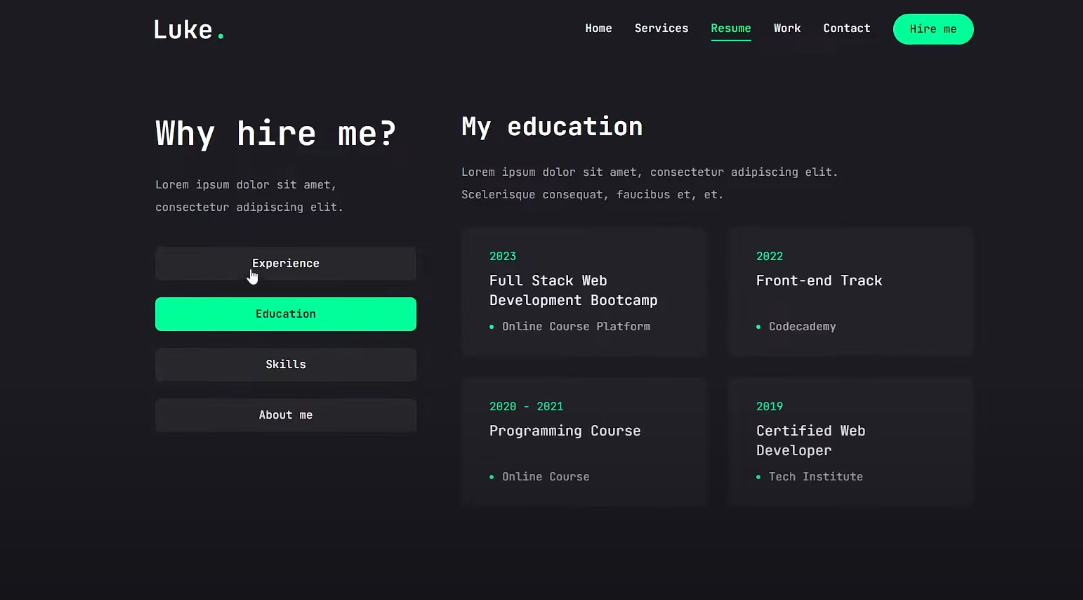 Luke.
Home
Services
Resume
Work
Contact
Hire me
Why hire me?
Lorem ipsum dolor sit amet,
consectetur adipiscing elit.
Experience
Education
Skills
About me
My education
Lorem ipsum dolor sit amet, consectetur adipiscing elit.
Scelerisque consequat, faucibus et, et.
2023
Full Stack Web
Development Bootcamp
Online Course Platform
2022
Front-end Track
Codecademy
2020 - 2021
Programming Course
Online Course
2019
Certified Web
Developer
Tech Institute